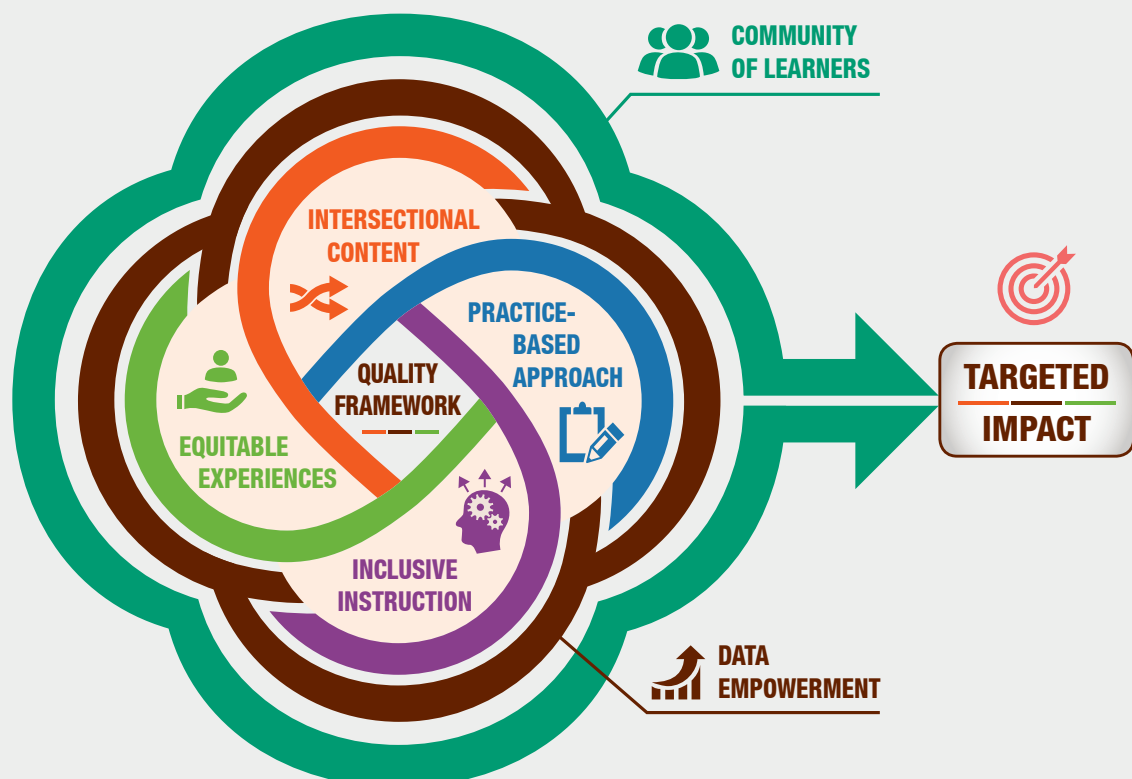 COMMUNITY
OF LEARNERS
INTERSECTIONAL
CONTENT
PRACTICE-
BASED
APPROACH
QUALITY
FRAMEWORK
EQUITABLE
EXPERIENCES
INCLUSIVE
INSTRUCTION
TARGETED
IMPACT
DATA
EMPOWERMENT